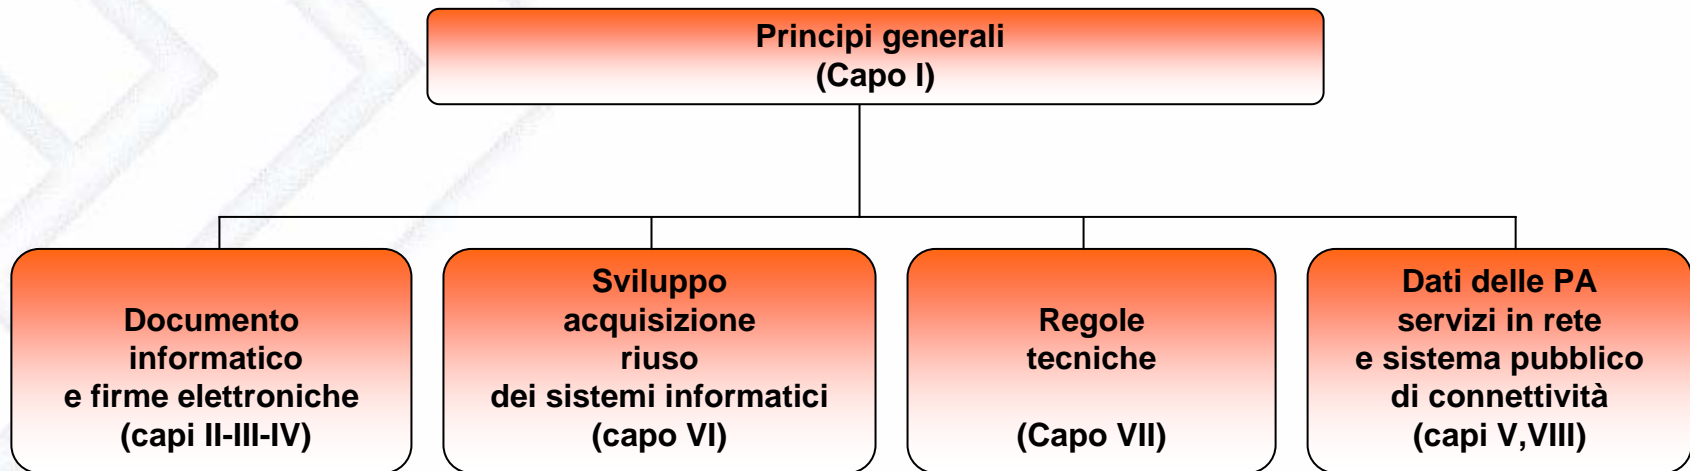 Principi generali
(Capo I)
Documento
informatico
e firme elettroniche
(capi II-III-IV)
Sviluppo
acquisizione
riuso
dei sistemi informatici
(capo VI)
Regole
tecniche
(Capo VII)
Dati delle PA
servizi in rete
e sistema pubblico
di connettività
(capi V,VIII)